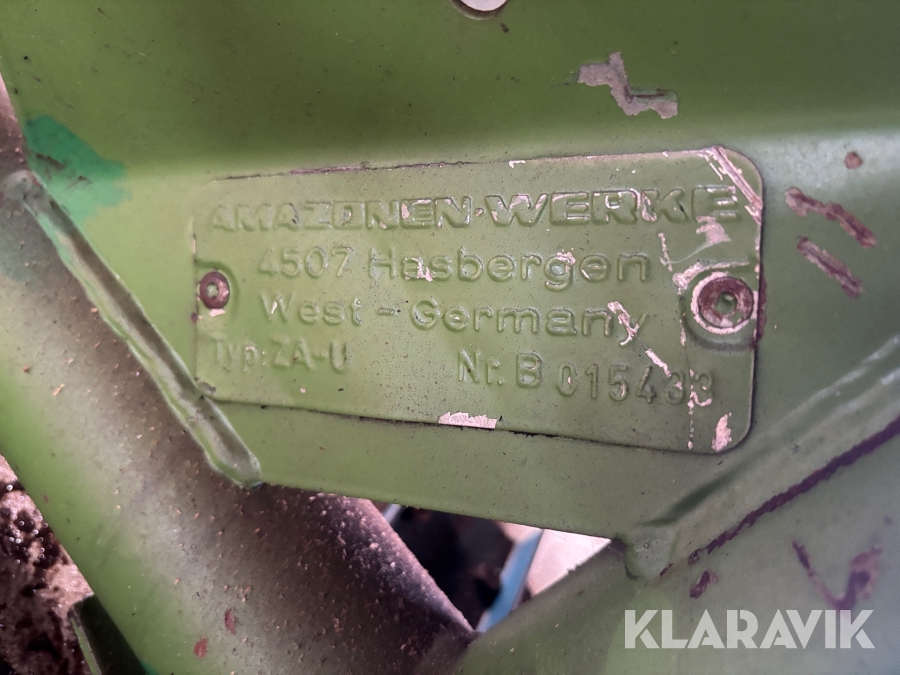 AMAZONEN-WERKE
4507 Hasbergen
West-Germany
Typ: ZA-U Nr. B 015433
KLARAVIK